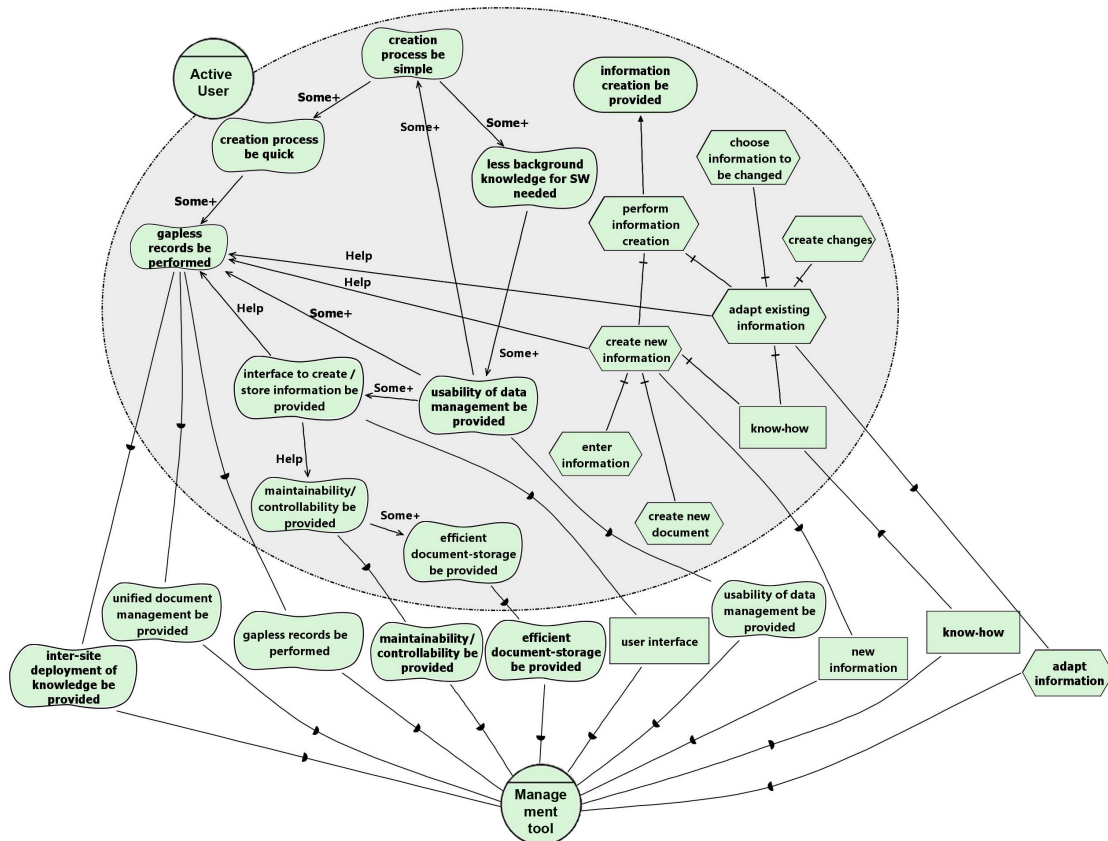 creation
process be
simple
Active
User
information
creation be
provided
Some+
Some+
Some+
creation process
be quick
choose
information to
be changed
less background
knowledge for SW
needed
Some+
perform
information
creation
gapless
records be
performed
create changes
Help
Help
Help
Some+
adapt existing
information
create new
information
Some+
interface to create /
store information be
provided
Some+
usability of data
management be
provided
know-how
enter
information
Help
maintainability/
controllability be
provided
Some+
create new
document
efficient
document-storage
be provided
unified document
management be
provided
usability of data
management be
provided
gapless records be
performed
maintainability/
controllability be
provided
efficient
document-storage
be provided
user interface
know-how
new
information
inter-site
deployment of
knowledge be
provided
adapt
information
Manage
ment
tool